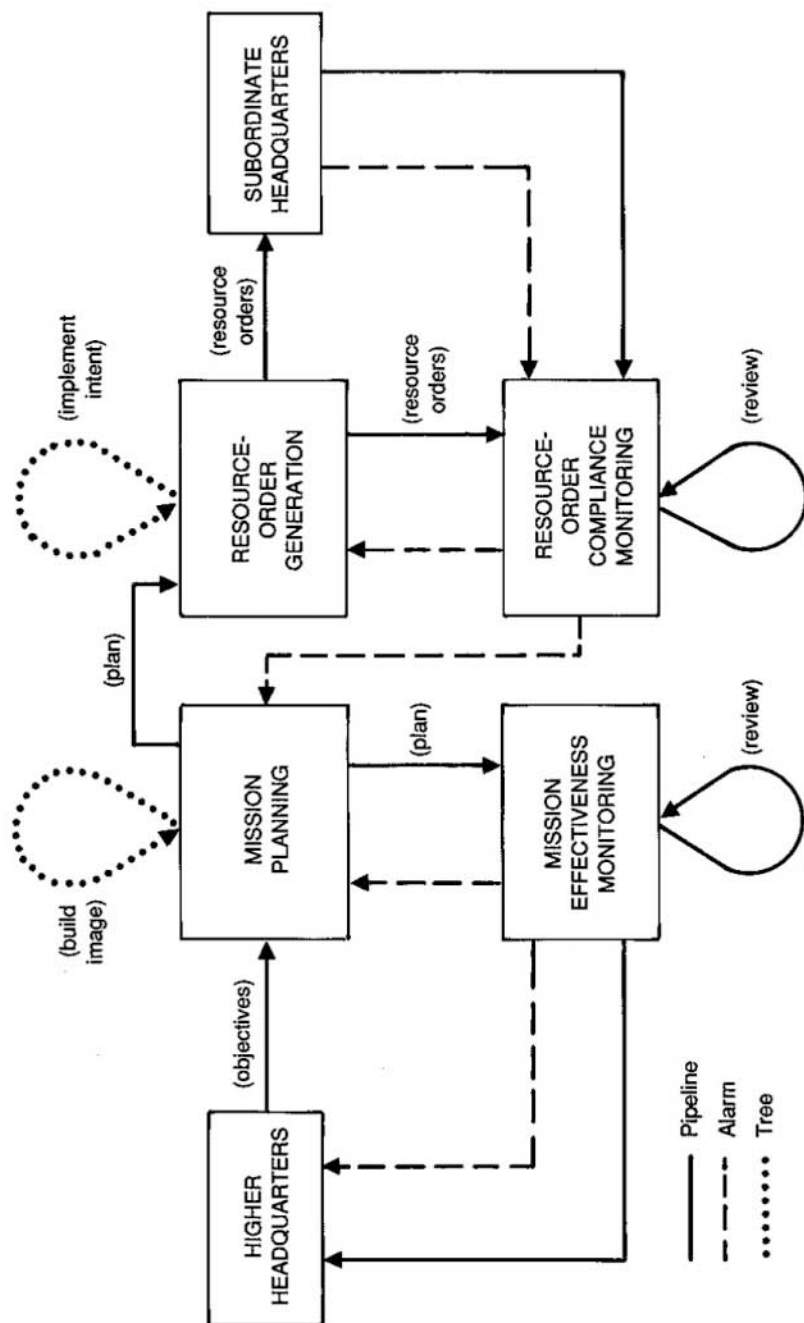 (build
image)
(plan)
(implement
intent)
HIGHER
HEADQUARTERS
(objectives)
MISSION
PLANNING
RESOURCE-
ORDER
GENERATION
(resource
orders)
SUBORDINATE
HEADQUARTERS
(plan)
(resource
orders)
MISSION
EFFECTIVENESS
MONITORING
RESOURCE-
ORDER
COMPLIANCE
MONITORING
(review)
(review)
Pipeline
Alarm
Tree